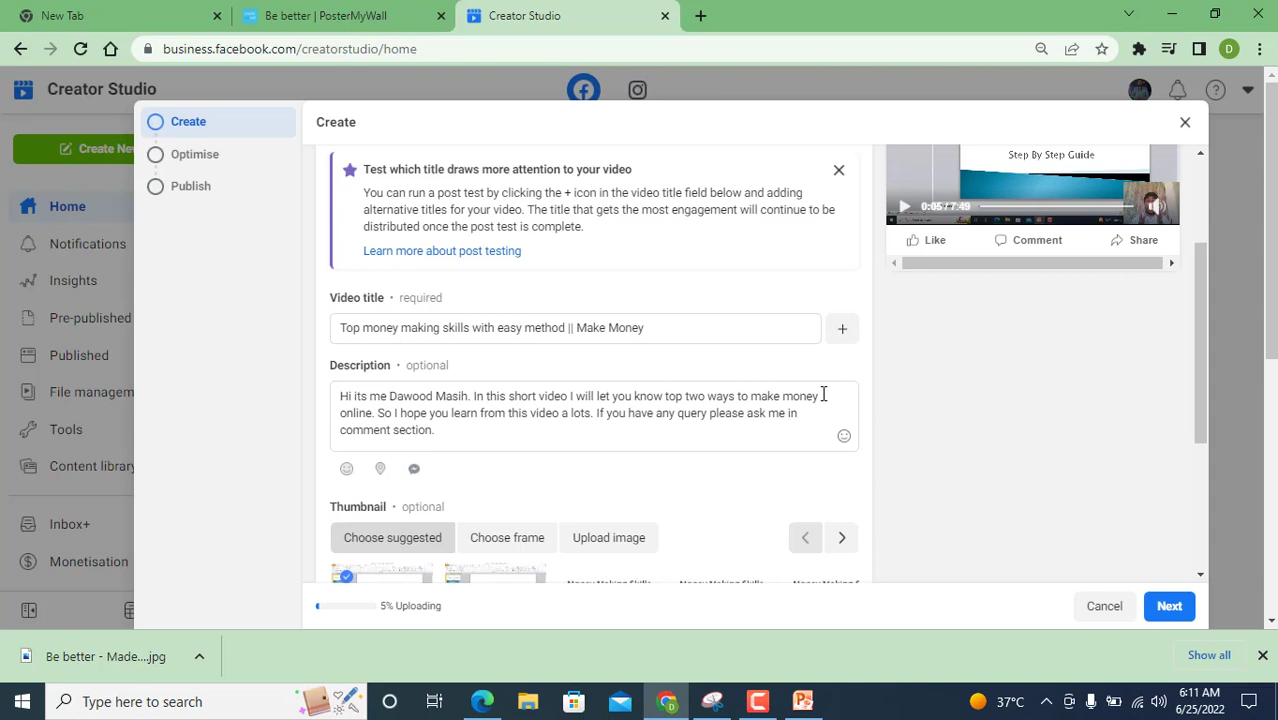 New Tab
Be better | PosterMyWall
Creator Studio
business.facebook.com/creatorstudio/home
D
Creator Studio
Create New
Home
Notifications
Insights
Pre-published
Published
File management
Tools
Content library
Inbox+
Monetisation
Create
Optimise
Publish
Create
Test which title draws more attention to your video
You can run a post test by clicking the + icon in the video title field below and adding
alternative titles for your video. The title that gets the most engagement will continue to be
distributed once the post test is complete.
Learn more about post testing
Video title • required
Top money making skills with easy method || Make Money
Description • optional
Hi its me Dawood Masih. In this short video I will let you know top two ways to make money
online. So I hope you learn from this video a lots. If you have any query please ask me in
comment section.
Thumbnail • optional
Choose suggested
Choose frame
Upload image
Step By Step Guide
0:05 / 7:49
Like
Comment
Share
5% Uploading
Cancel
Next
Be better - Made....jpg
Show all
Type here to search
37°C
6:11 AM
6/25/2022